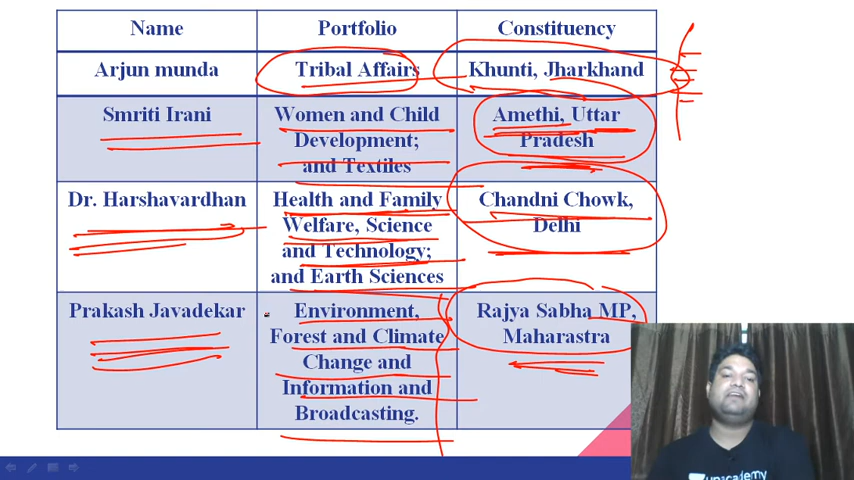 Name Portfolio Constituency
Arjun munda Tribal Affairs Khunti, Jharkhand
Smriti Irani Women and Child Amethi, Uttar
Development; Pradesh
and Textiles
Dr. Harshavardhan Health and Family Chandni Chowk,
Welfare, Science Delhi
and Technology;
and Earth Sciences
Prakash Javadekar Environment, Rajya Sabha MP,
Forest and Climate Maharastra
Change and
Information and
Broadcasting.
unacademy